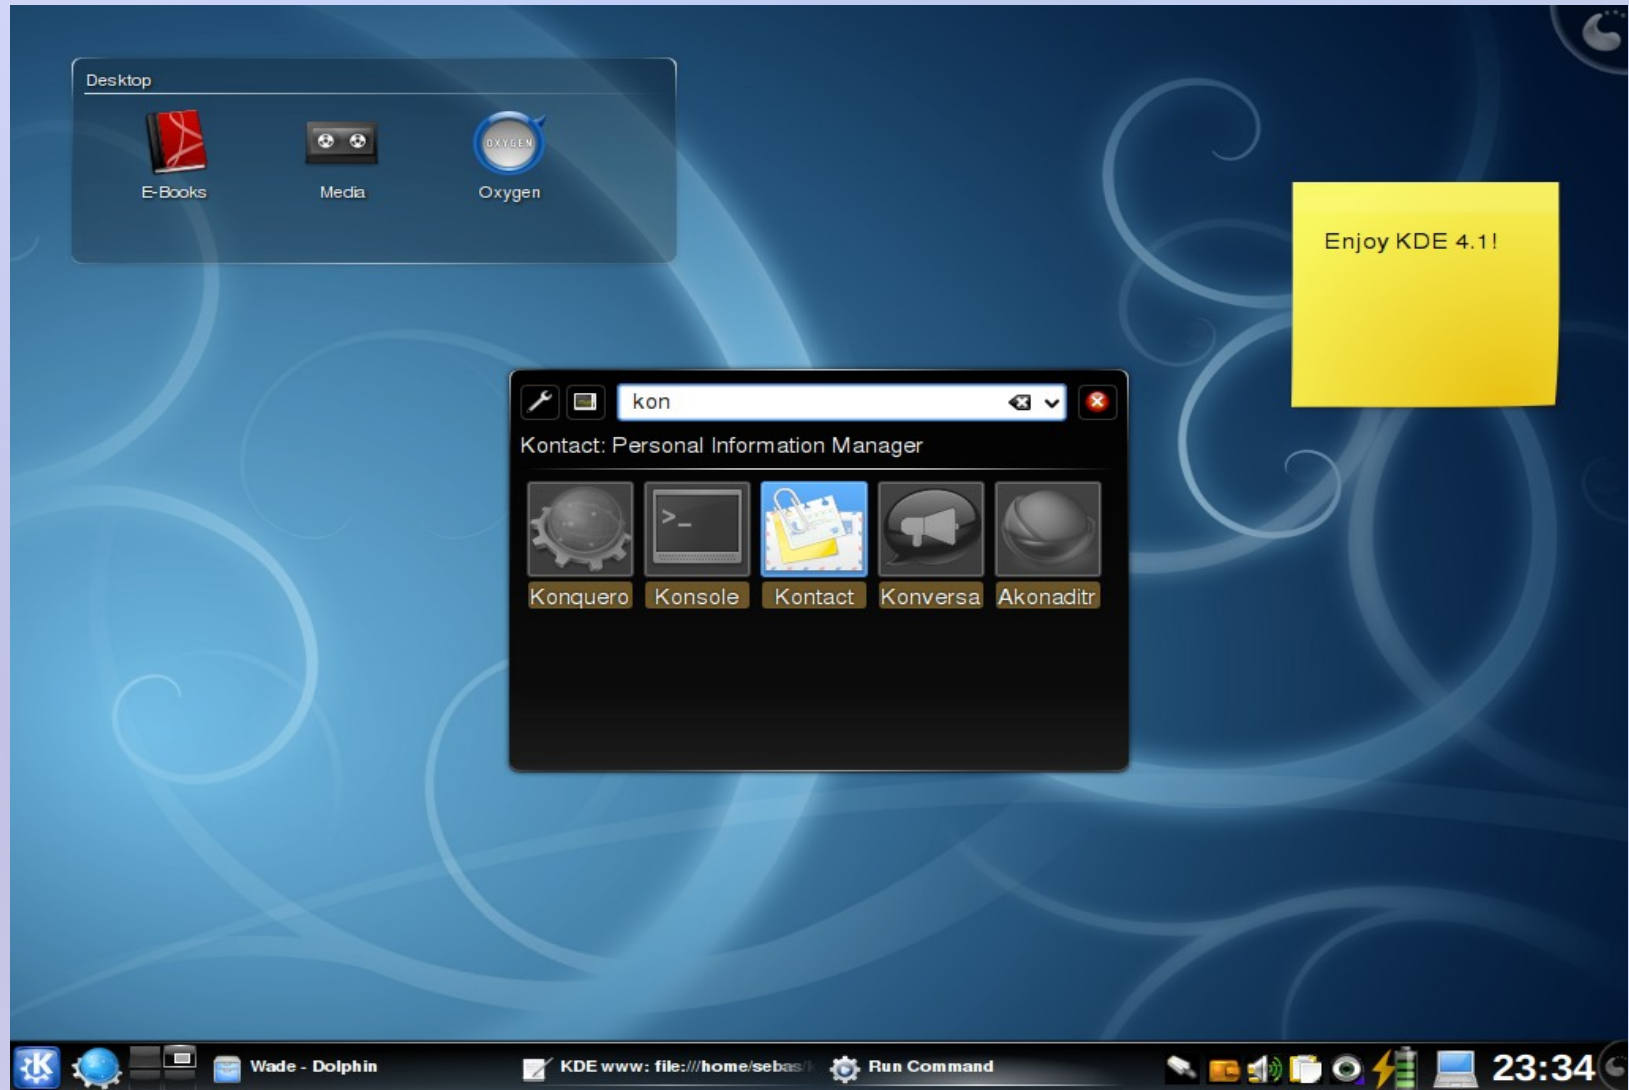 Desktop
OXYGEN
E-Books
Media
Oxygen
Enjoy KDE 4.1!
kon
Kontact: Personal Information Manager
>_
Konquero
Konsole
Kontact
Konversa
Akonaditr
K
Wade - Dolphin
KDE www: file:///home/sebas/
Run Command
23:34